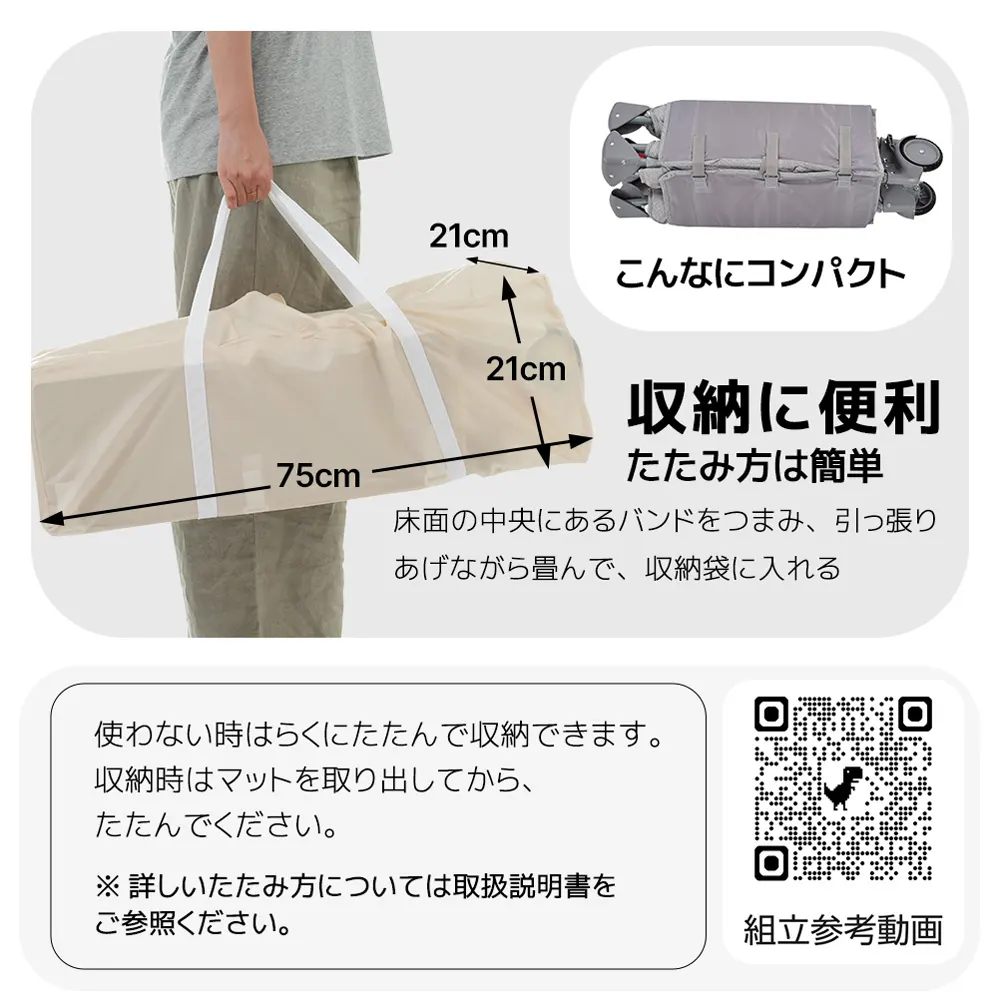 21cm
21cm
75cm
こんなにコンパクト
収納に便利
たたみ方は簡単
床面の中央にあるバンドをつまみ、引っ張り
あげながら畳んで、収納袋に入れる
使わない時はらくにたたんで収納できます。
収納時はマットを取り出してから、
たたんでください。
※ 詳しいたたみ方については取扱説明書を
ご参照ください。
組立参考動画